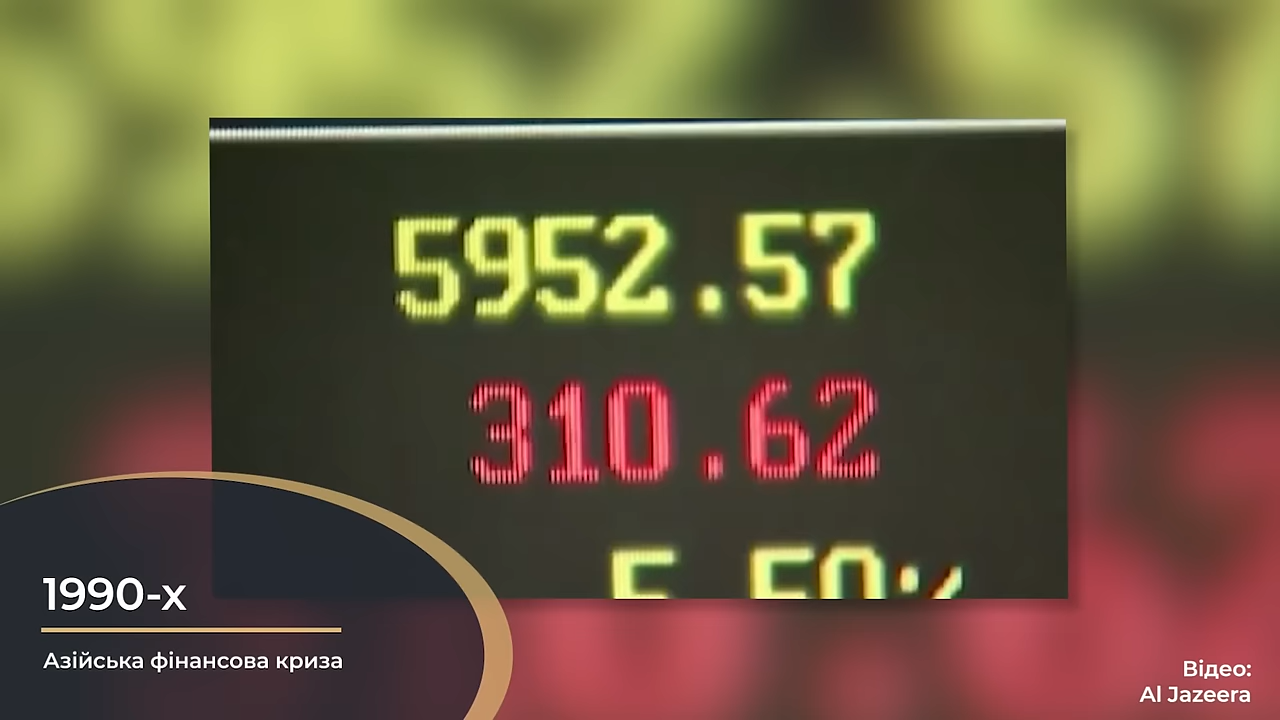 5952.57
310.62
1990-х
Азійська фінансова криза
Відео:
Al Jazeera